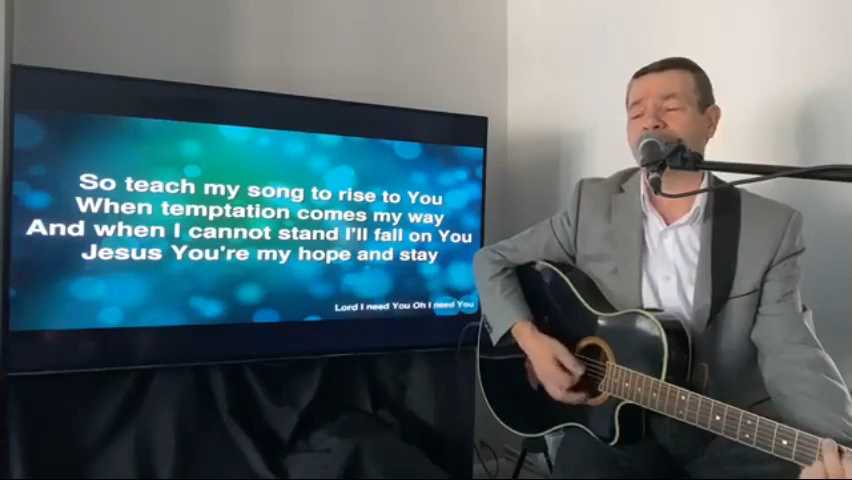 So teach my song to rise to You
When temptation comes my way
And when I cannot stand I'll fall on You
Jesus You're my hope and stay
Lord I need You Oh I need You